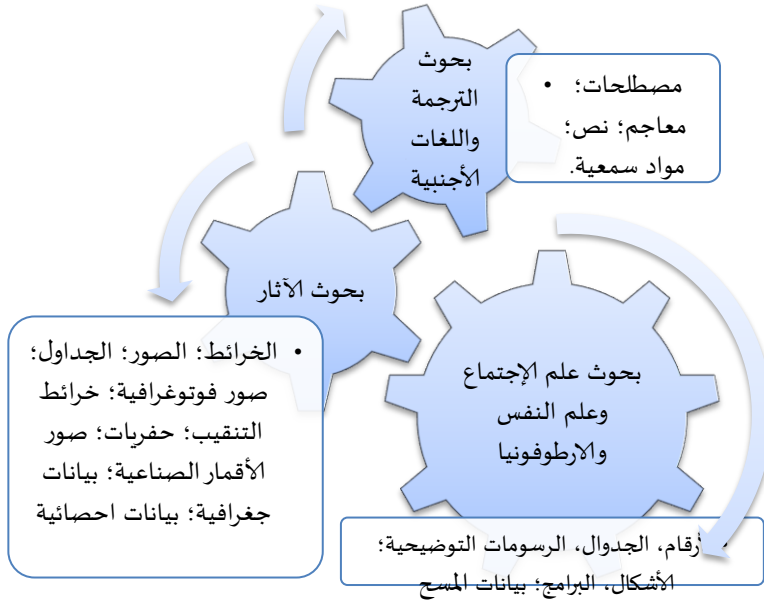 بحوث
الترجمة
واللغات
الأجنبية
• مصطلحات؛
معاجم؛ نص؛
مواد سمعية.
بحوث الآثار
• الخرائط؛ الصور؛ الجداول؛
صور فوتوغرافية؛ خرائط
التنقيب؛ حفريات؛ صور
الأقمار الصناعية؛ بيانات
جغرافية؛ بيانات احصائية
بحوث علم الإجتماع
وعلم النفس
والارطوفونيا
• أرقام، الجدوال، الرسومات التوضيحية؛
الأشكال، البرامج؛ بيانات المسح